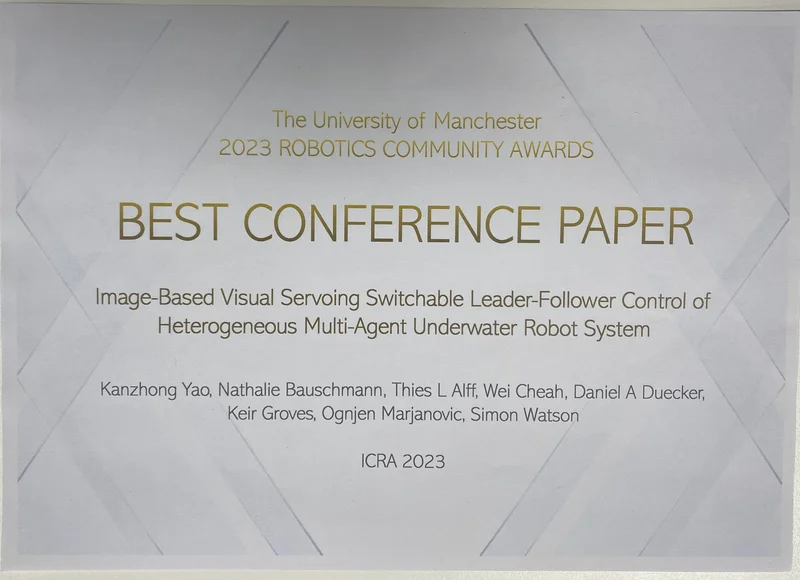 The University of Manchester
2023 ROBOTICS COMMUNITY AWARDS
BEST CONFERENCE PAPER
Image-Based Visual Servoing Switchable Leader-Follower Control of
Heterogeneous Multi-Agent Underwater Robot System
Kanzhong Yao, Nathalie Bauschmann, Thies L Alff, Wei Cheah, Daniel A Duecker,
Keir Groves, Ognjen Marjanovic, Simon Watson
ICRA 2023